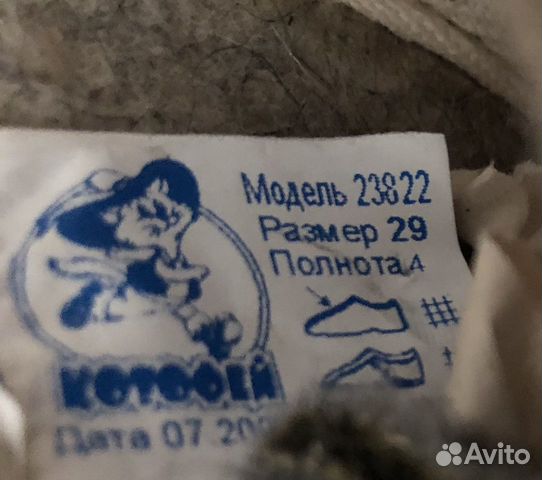 Модель 23822
Размер 29
Полнота 4
КОТОФЕЙ
Дата 07
Avito